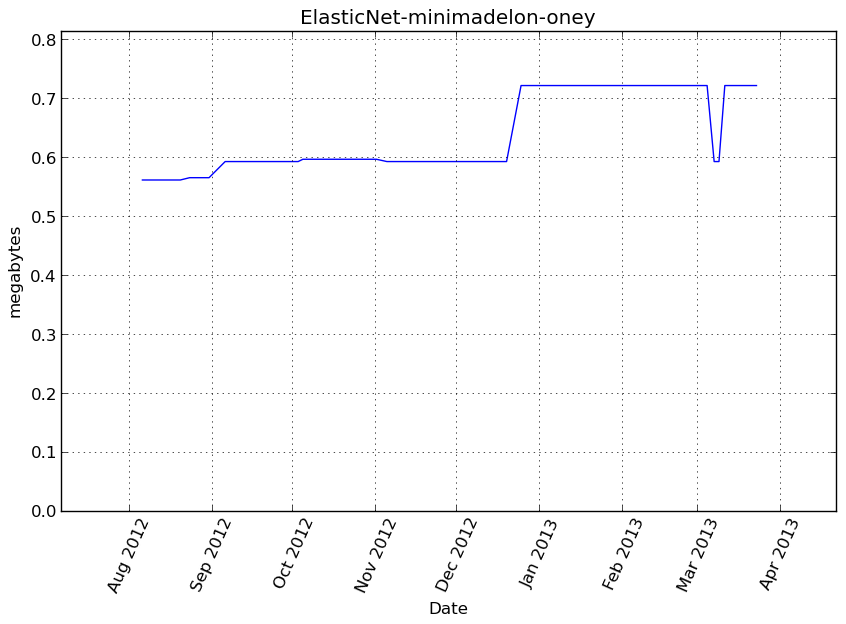 ElasticNet-minimadelon-oney
0.8
0.7
0.6
0.5
0.4
0.3
0.2
0.1
0.0
megabytes
Aug 2012
Sep 2012
Oct 2012
Nov 2012
Dec 2012
Jan 2013
Feb 2013
Mar 2013
Apr 2013
Date